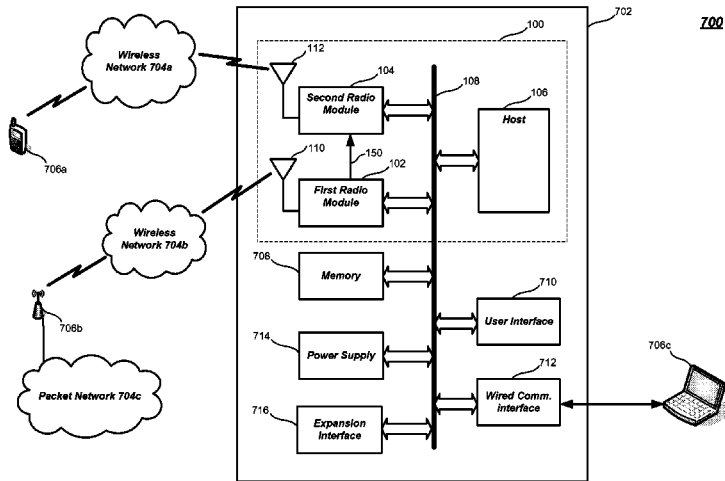 702
700
100
112
Wireless
Network 704a
104
108
106
Second Radio
Module
Host
706a
110
150
102
First Radio
Module
Wireless
Network 704b
708
Memory
710
User Interface
706b
714
Power Supply
712
706c
Packet Network 704c
Wired Comm.
interface
716
Expansion
Interface